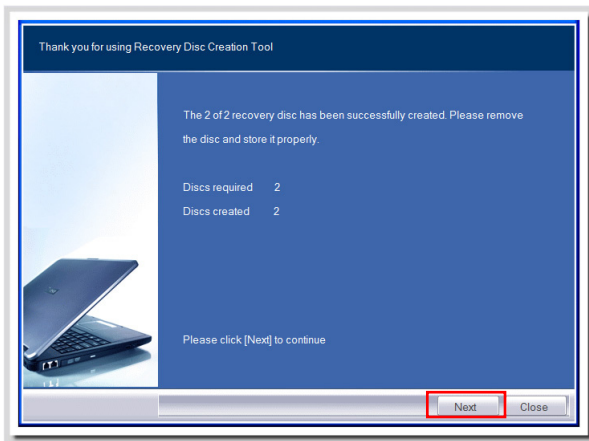 Thank you for using Recovery Disc Creation Tool
The 2 of 2 recovery disc has been successfully created. Please remove
the disc and store it properly.
Discs required 2
Discs created 2
Please click [Next] to continue
Next Close